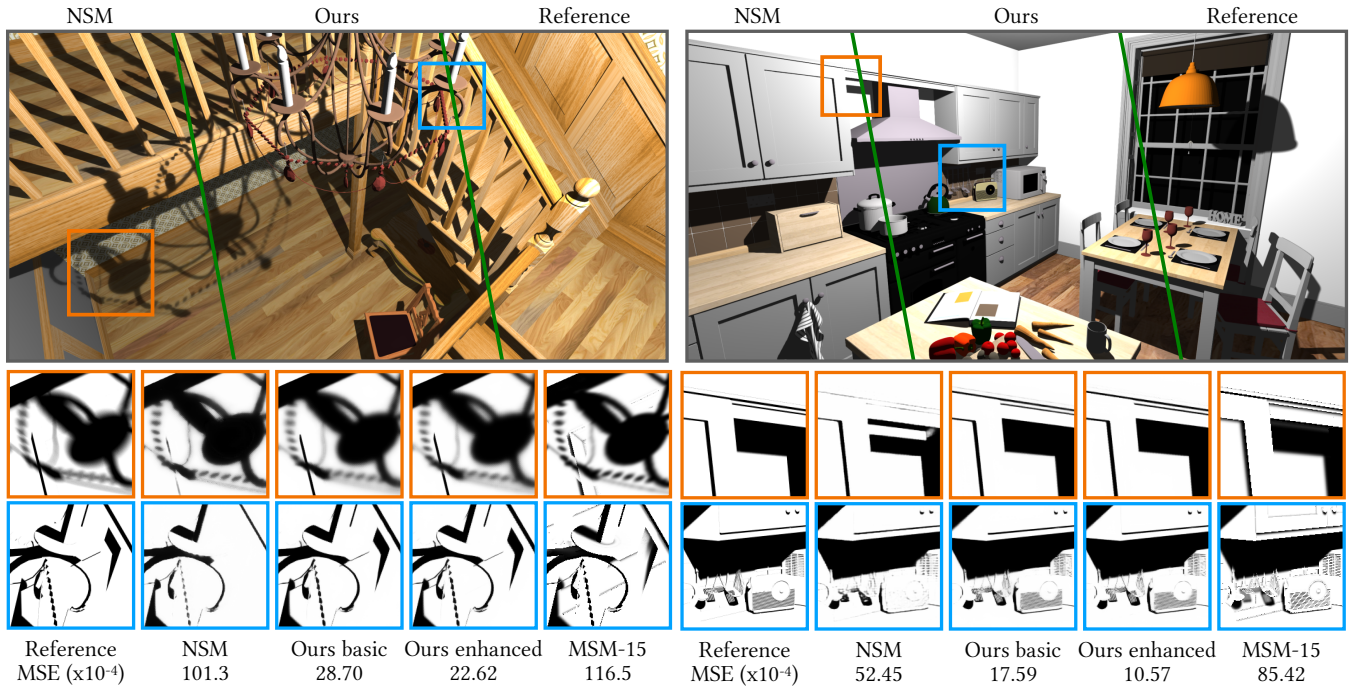 NSM Ours Reference NSM Ours Reference
HOME
Reference NSM Ours basic Ours enhanced MSM-15 Reference NSM Ours basic Ours enhanced MSM-15
MSE (x10⁻⁴) 101.3 28.70 22.62 116.5 MSE (x10⁻⁴) 52.45 17.59 10.57 85.42